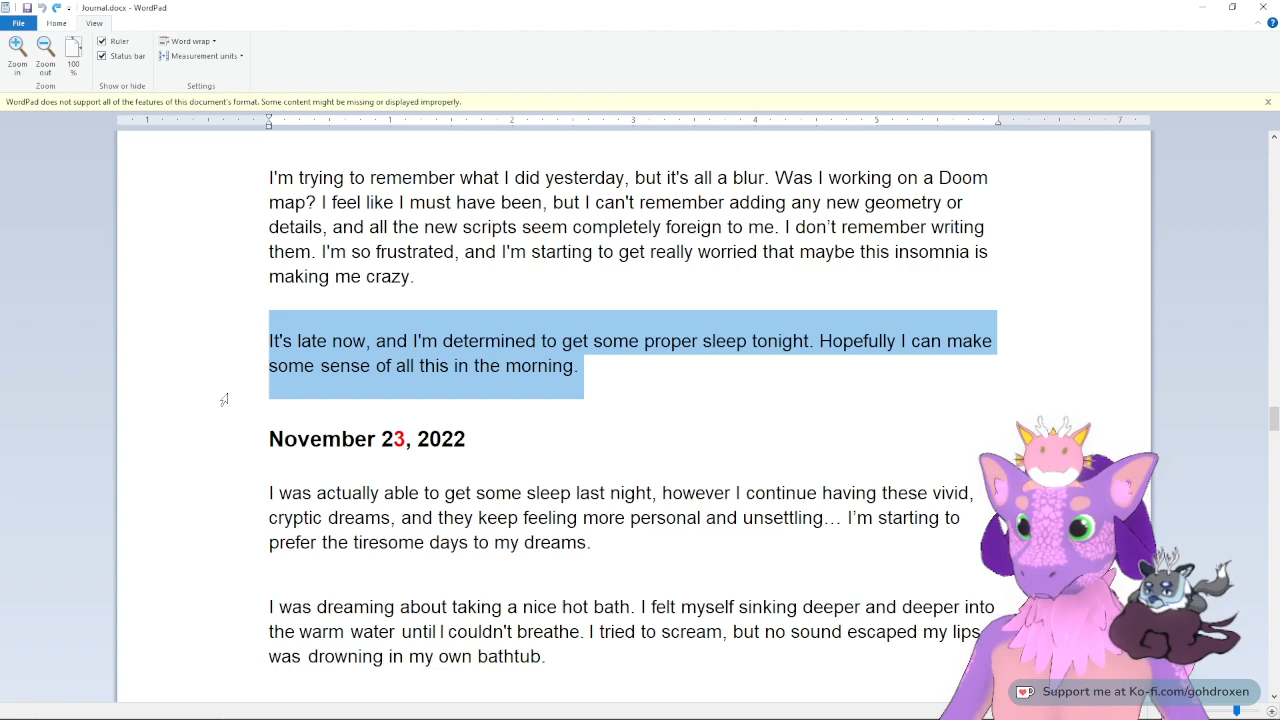 Journal.docx - WordPad
File
Home
View
Zoom in
Zoom out
100 %
Ruler
Status bar
Word wrap
Measurement units
Zoom
Show or hide
Settings
WordPad does not support all of the features of this document's format. Some content might be missing or displayed improperly.
1 1 2 3 4 5 7
I'm trying to remember what I did yesterday, but it's all a blur. Was I working on a Doom
map? I feel like I must have been, but I can't remember adding any new geometry or
details, and all the new scripts seem completely foreign to me. I don’t remember writing
them. I'm so frustrated, and I'm starting to get really worried that maybe this insomnia is
making me crazy.
It's late now, and I'm determined to get some proper sleep tonight. Hopefully I can make
some sense of all this in the morning.
November 23, 2022
I was actually able to get some sleep last night, however I continue having these vivid,
cryptic dreams, and they keep feeling more personal and unsettling… I’m starting to
prefer the tiresome days to my dreams.
I was dreaming about taking a nice hot bath. I felt myself sinking deeper and deeper into
the warm water until I couldn't breathe. I tried to scream, but no sound escaped my lips
was drowning in my own bathtub.
Support me at Ko-fi.com/gohdroxen